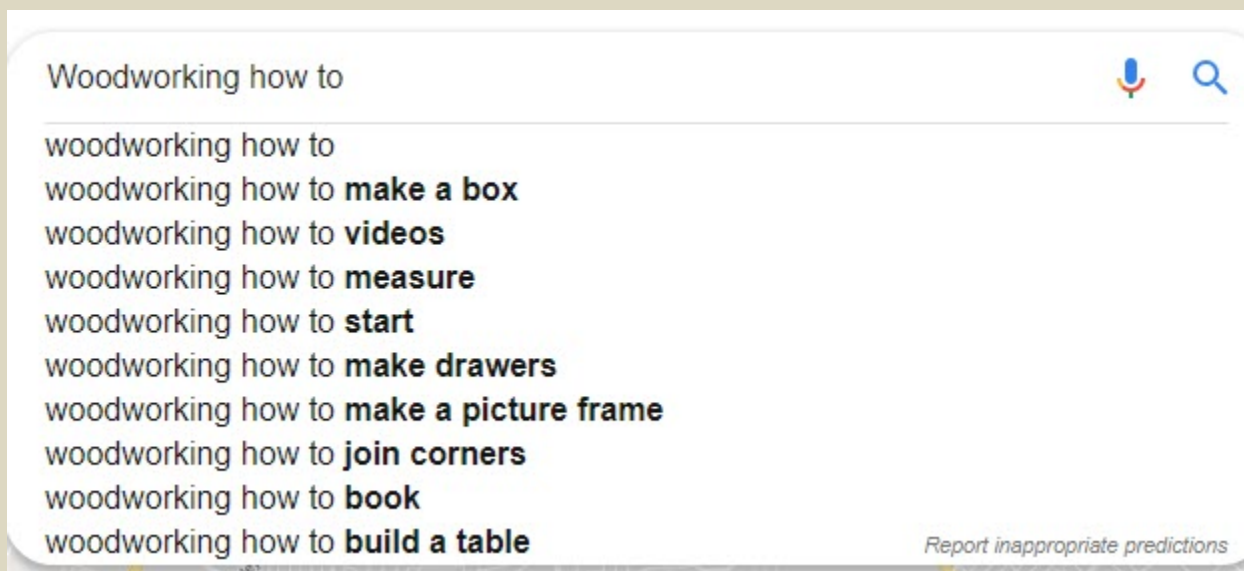 Woodworking how to
woodworking how to
woodworking how to make a box
woodworking how to videos
woodworking how to measure
woodworking how to start
woodworking how to make drawers
woodworking how to make a picture frame
woodworking how to join corners
woodworking how to book
woodworking how to build a table
Report inappropriate predictions